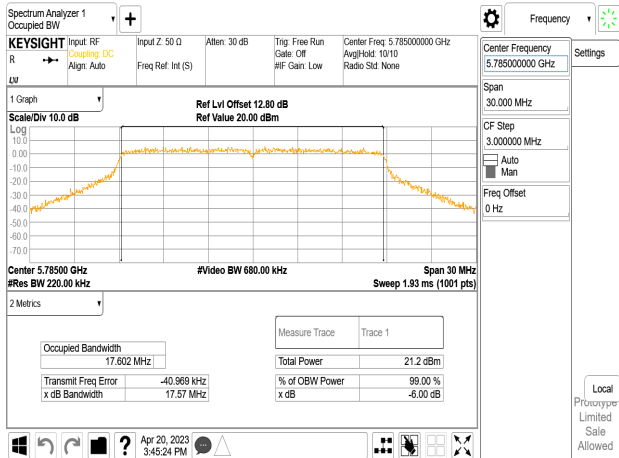 Spectrum Analyzer 1
Occupied BW
Frequency
KEYSIGHT
R
LXI
Input: RF
Coupling: DC
Align: Auto
Input Z: 50 Ω
Freq Ref: Int (S)
Atten: 30 dB
Trig: Free Run
Gate: Off
#IF Gain: Low
Center Freq: 5.785000000 GHz
Avg|Hold: 10/10
Radio Std: None
Center Frequency
5.785000000 GHz
Settings
Span
30.000 MHz
CF Step
3.000000 MHz
Auto
Man
Freq Offset
0 Hz
1 Graph
Scale/Div 10.0 dB
Ref Lvl Offset 12.80 dB
Ref Value 20.00 dBm
Log
10.0
0.00
-10.0
-20.0
-30.0
-40.0
-50.0
-60.0
-70.0
Center 5.78500 GHz
#Video BW 680.00 kHz
Span 30 MHz
#Res BW 220.00 kHz
Sweep 1.93 ms (1001 pts)
2 Metrics
Measure Trace Trace 1
Occupied Bandwidth
17.602 MHz
Total Power 21.2 dBm
Transmit Freq Error -40.969 kHz
% of OBW Power 99.00 %
x dB Bandwidth 17.57 MHz
x dB -6.00 dB
Local
Prototype
Limited
Sale
Allowed
?
Apr 20, 2023
3:45:24 PM